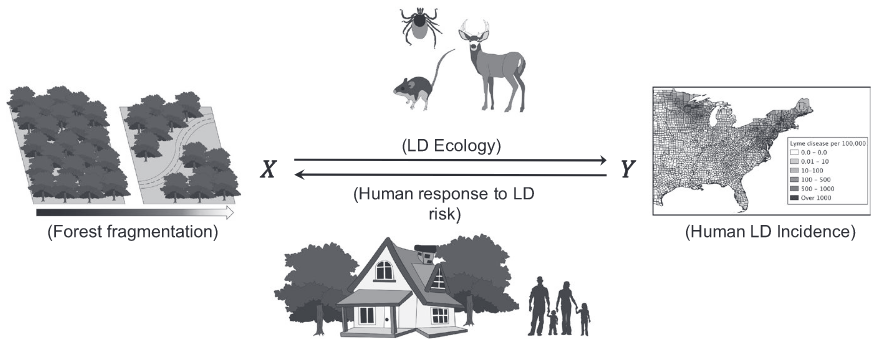 (LD Ecology)
X
Y
(Human response to LD
risk)
(Forest fragmentation)
Lyme disease per 100,000
0.0 - 0.0
0.01 - 10
10-100
100 - 500
500 - 1000
Over 1000
(Human LD Incidence)